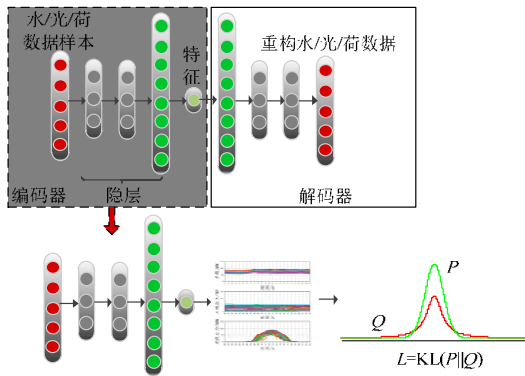 水/光/荷
数据样本
特
征
重构水/光/荷数据
编码器
隐层
解码器
P
Q
L=KL(P||Q)